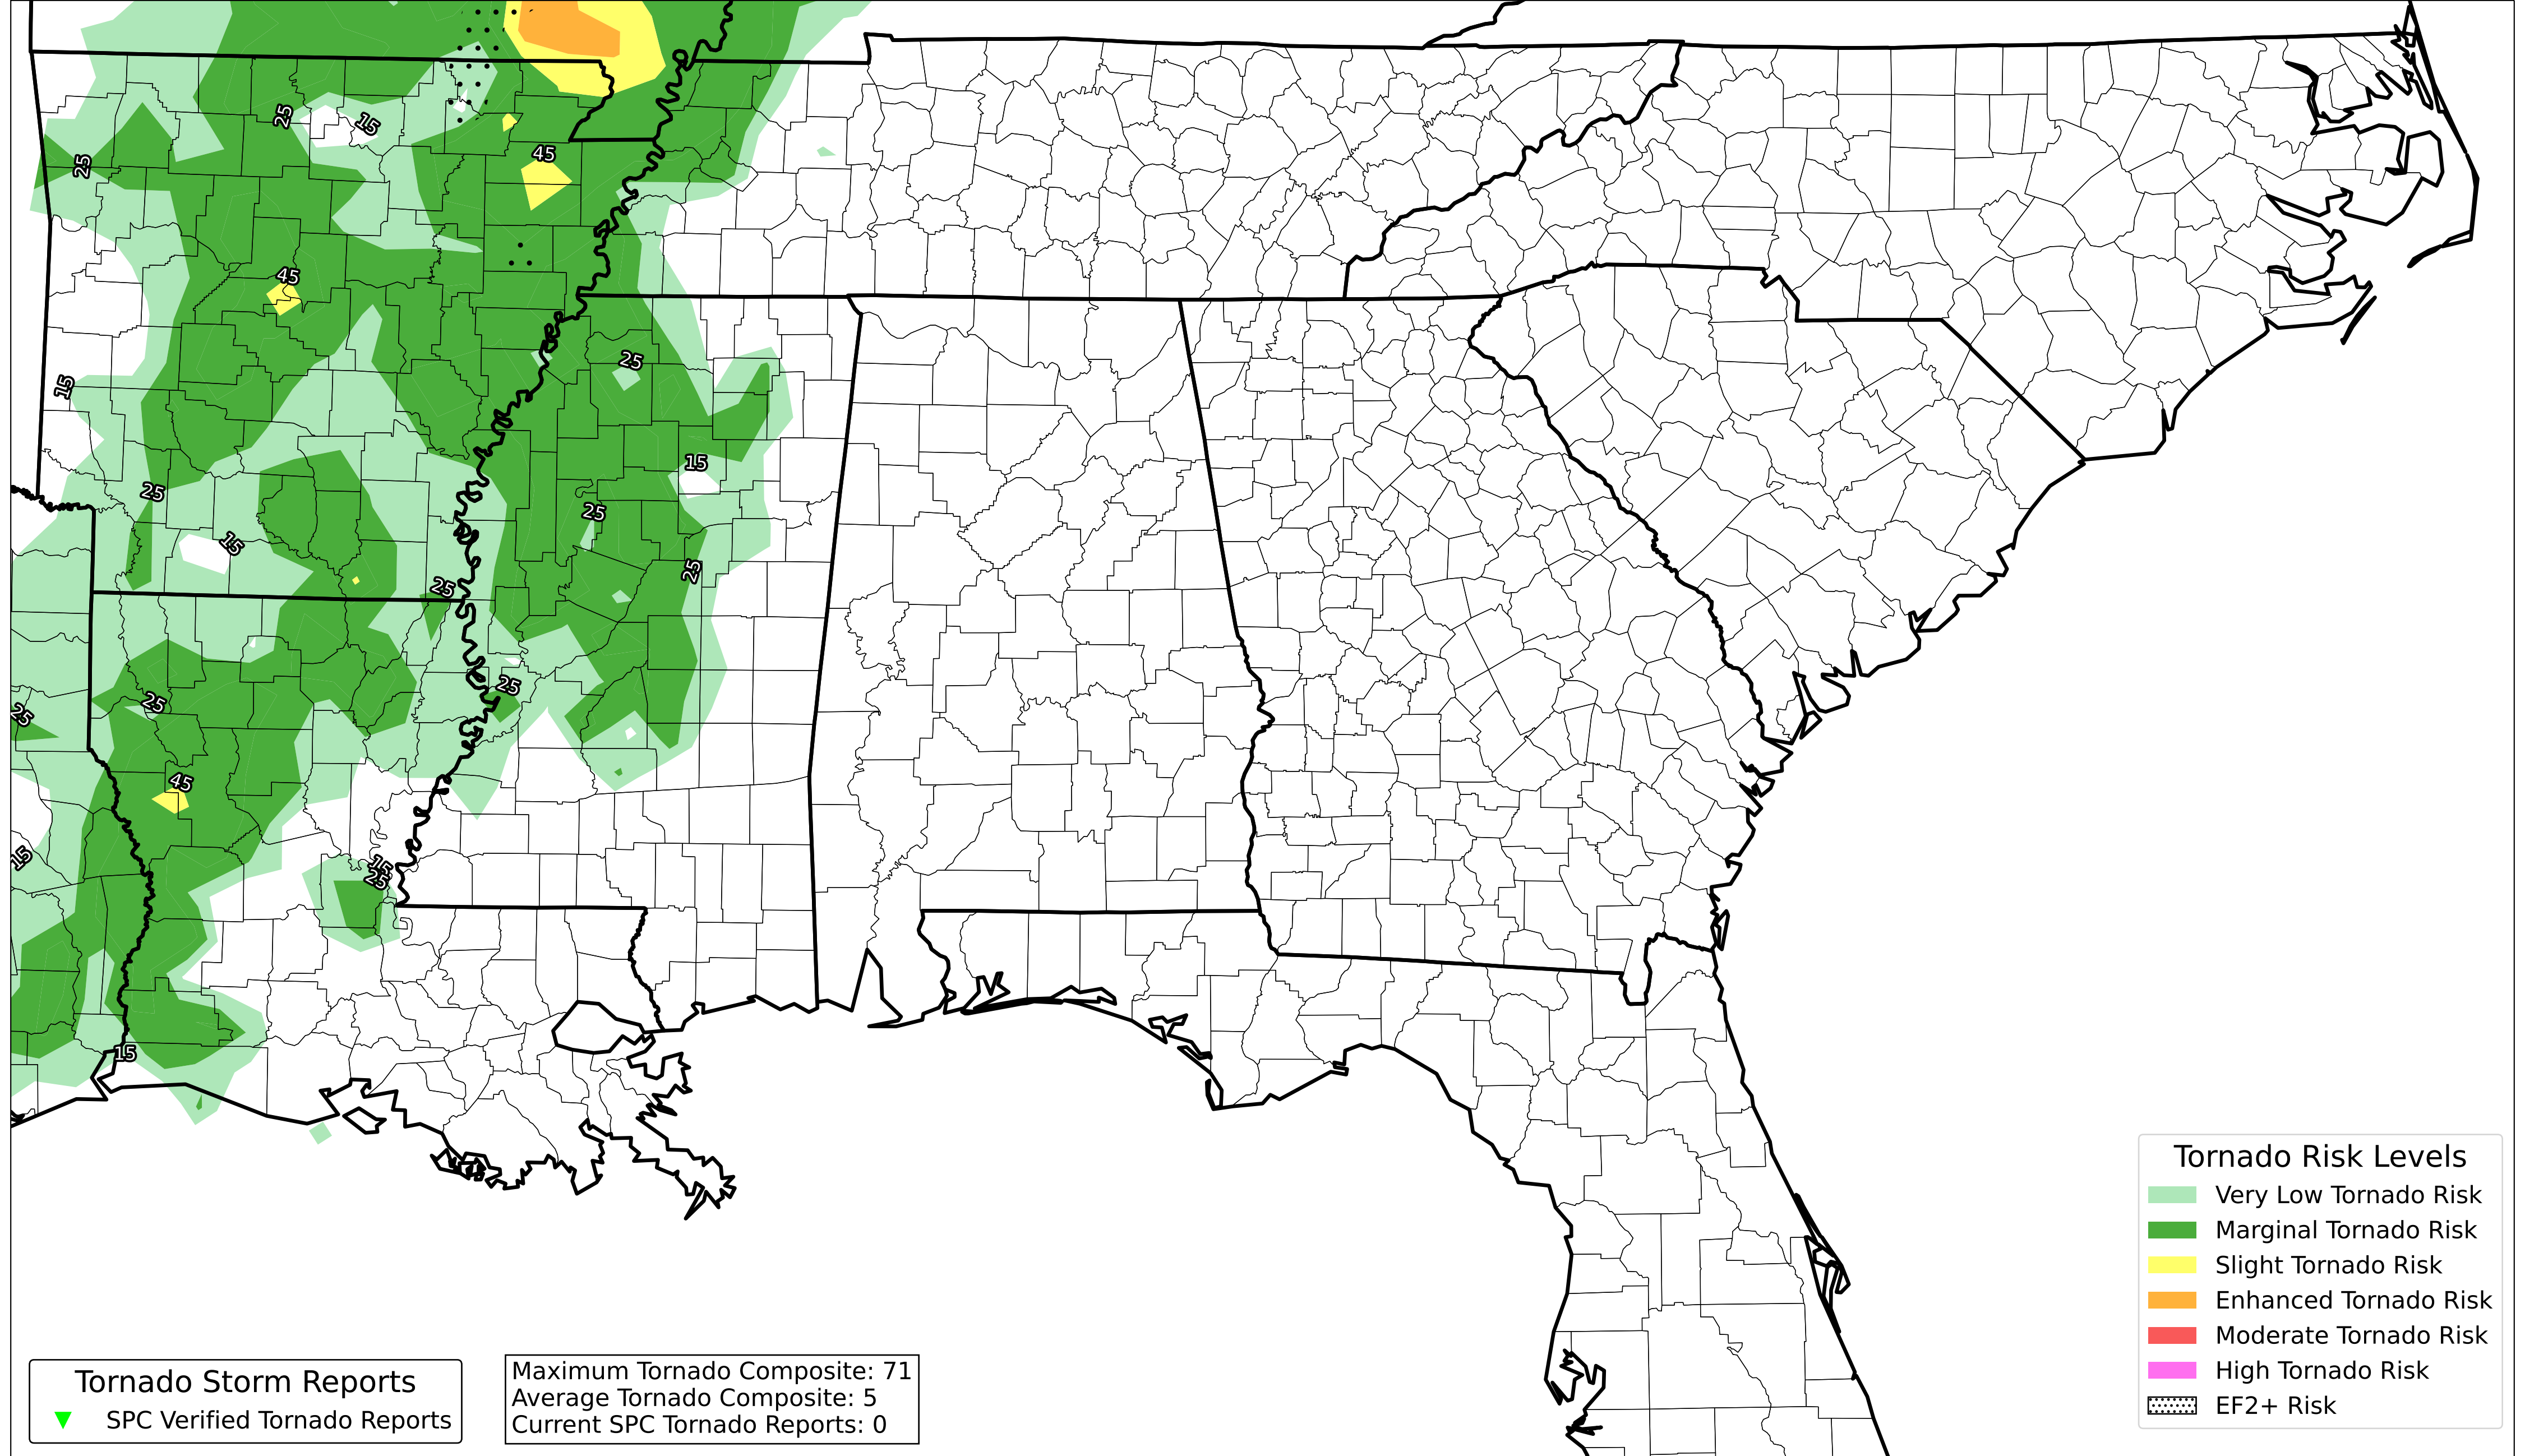 25
15
25
45
45
25
15
15
25
25
15
25
25
25
25
25
45
15
15
25
15
Tornado Risk Levels
Very Low Tornado Risk
Marginal Tornado Risk
Slight Tornado Risk
Enhanced Tornado Risk
Moderate Tornado Risk
High Tornado Risk
EF2+ Risk
Tornado Storm Reports
SPC Verified Tornado Reports
Maximum Tornado Composite: 71
Average Tornado Composite: 5
Current SPC Tornado Reports: 0